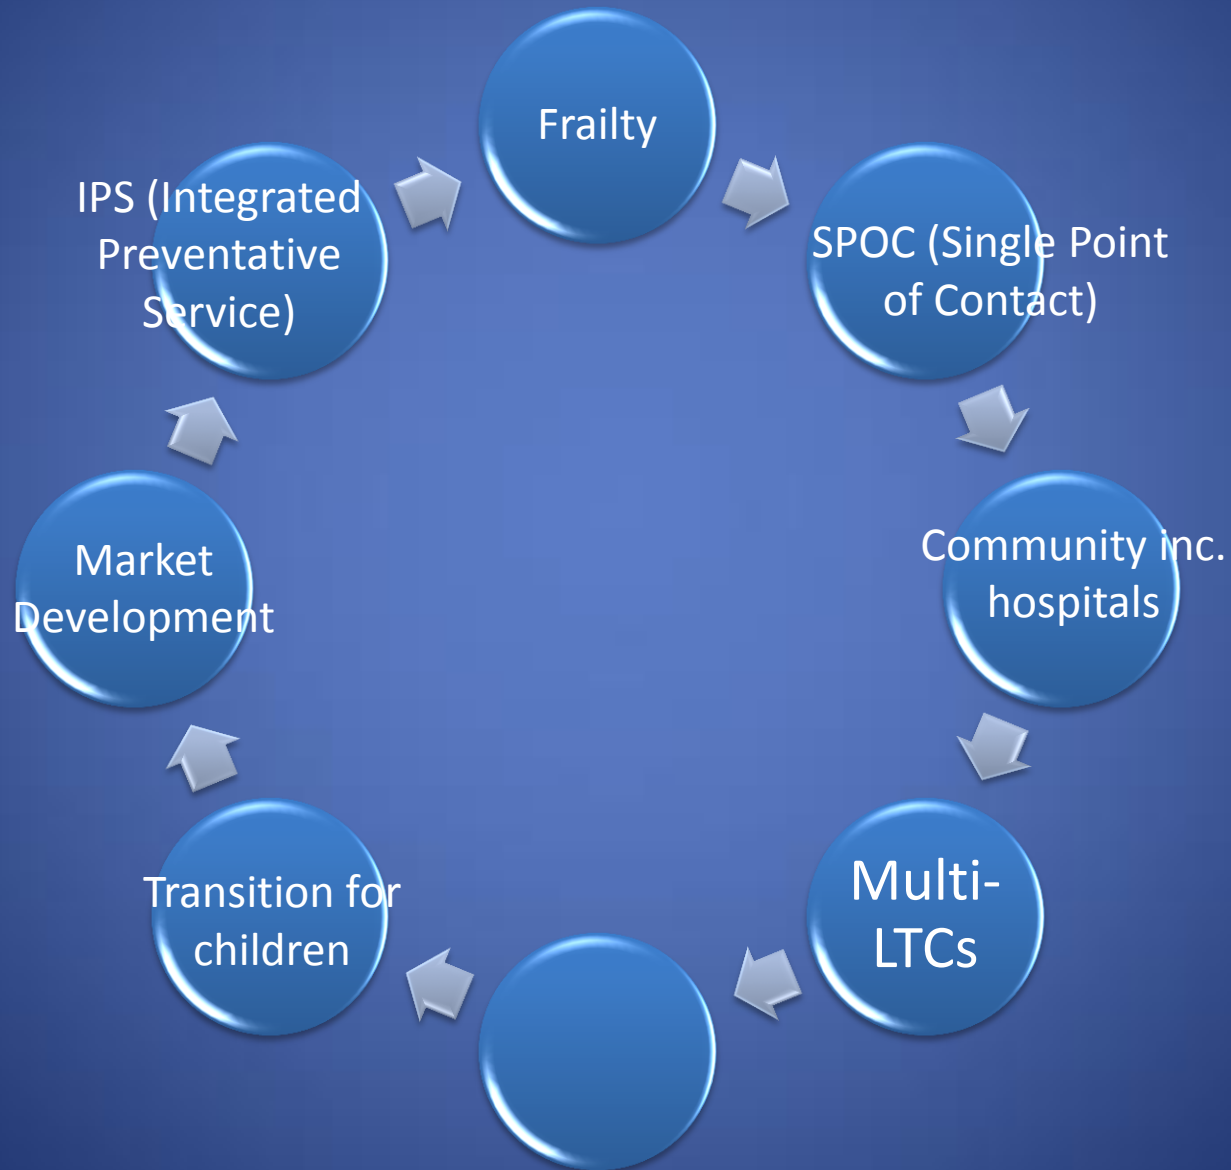 Frailty
SPOC (Single Point
of Contact)
Community inc.
hospitals
Multi-
LTCs
Transition for
children
Market
Development
IPS (Integrated
Preventative
Service)